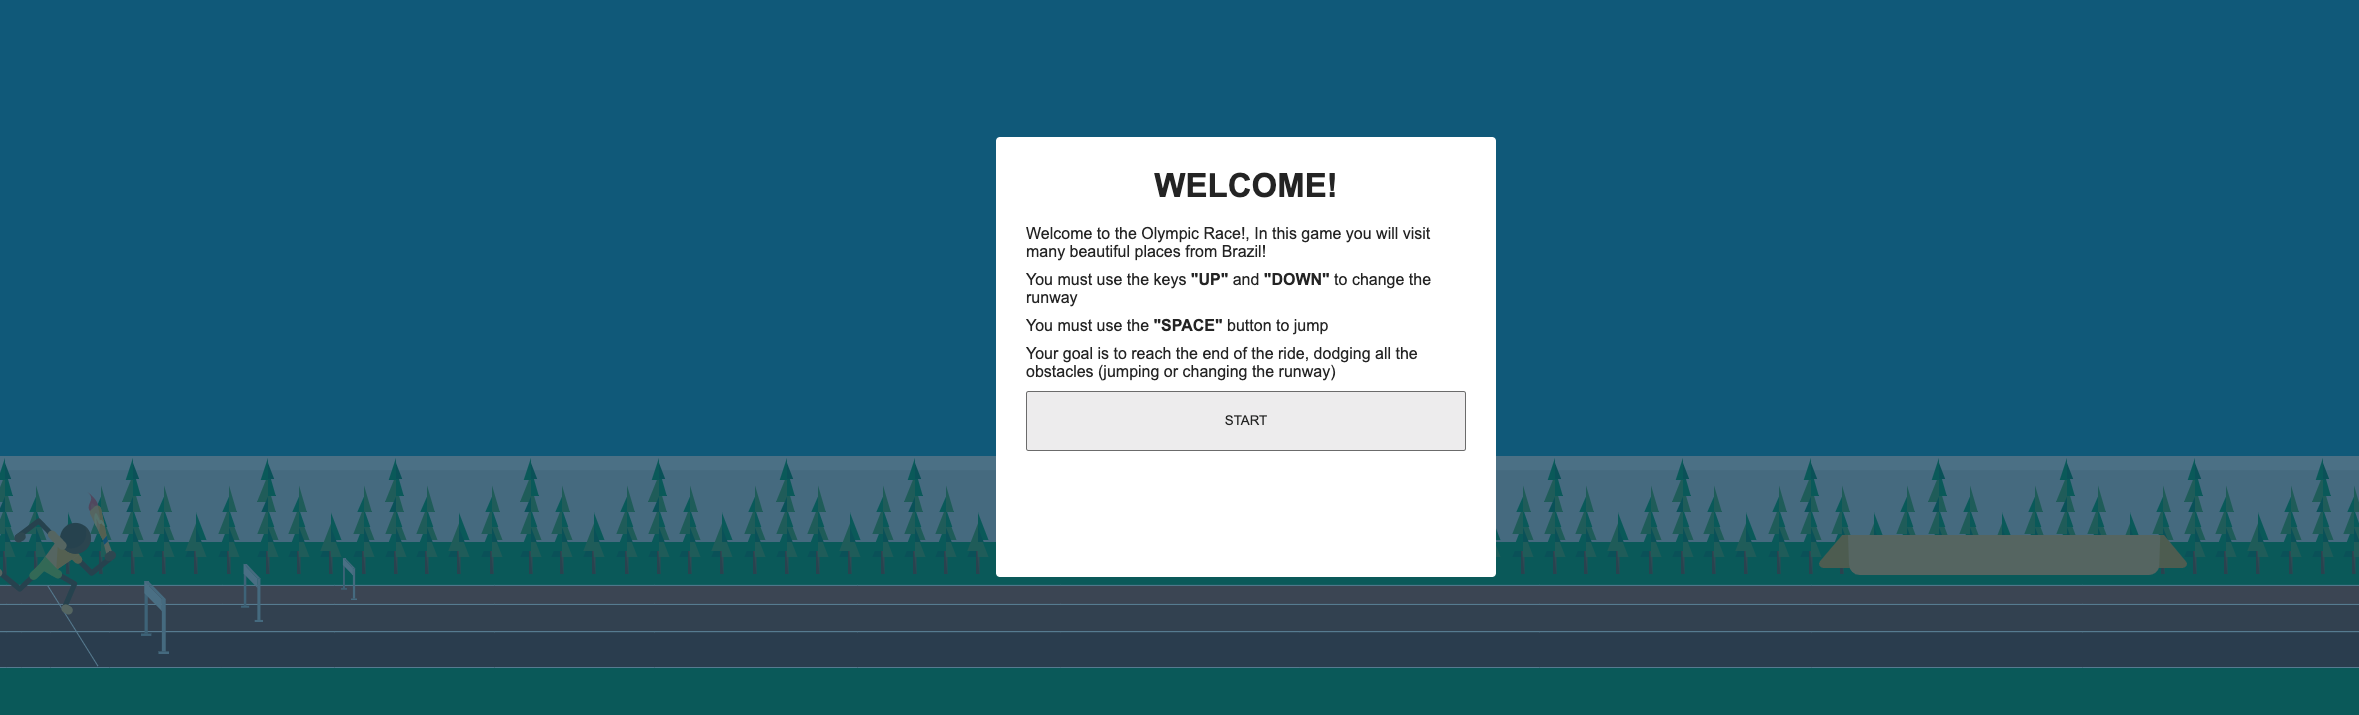 WELCOME!
Welcome to the Olympic Race!, In this game you will visit
many beautiful places from Brazil!
You must use the keys "UP" and "DOWN" to change the
runway
You must use the "SPACE" button to jump
Your goal is to reach the end of the ride, dodging all the
obstacles (jumping or changing the runway)
START